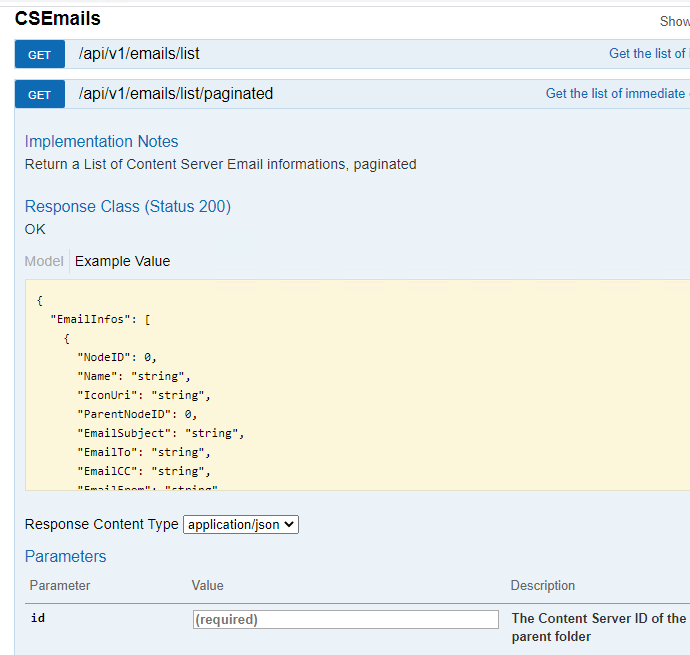 CSEmails
Show
GET /api/v1/emails/list Get the list of
GET /api/v1/emails/list/paginated Get the list of immediate
Implementation Notes
Return a List of Content Server Email informations, paginated
Response Class (Status 200)
OK
Model Example Value
{
"EmailInfos": [
{
"NodeID": 0,
"Name": "string",
"IconUri": "string",
"ParentNodeID": 0,
"EmailSubject": "string",
"EmailTo": "string",
"EmailCC": "string",
"EmailFrom": "string"
Response Content Type application/json
Parameters
Parameter Value Description
id (required) The Content Server ID of the
parent folder